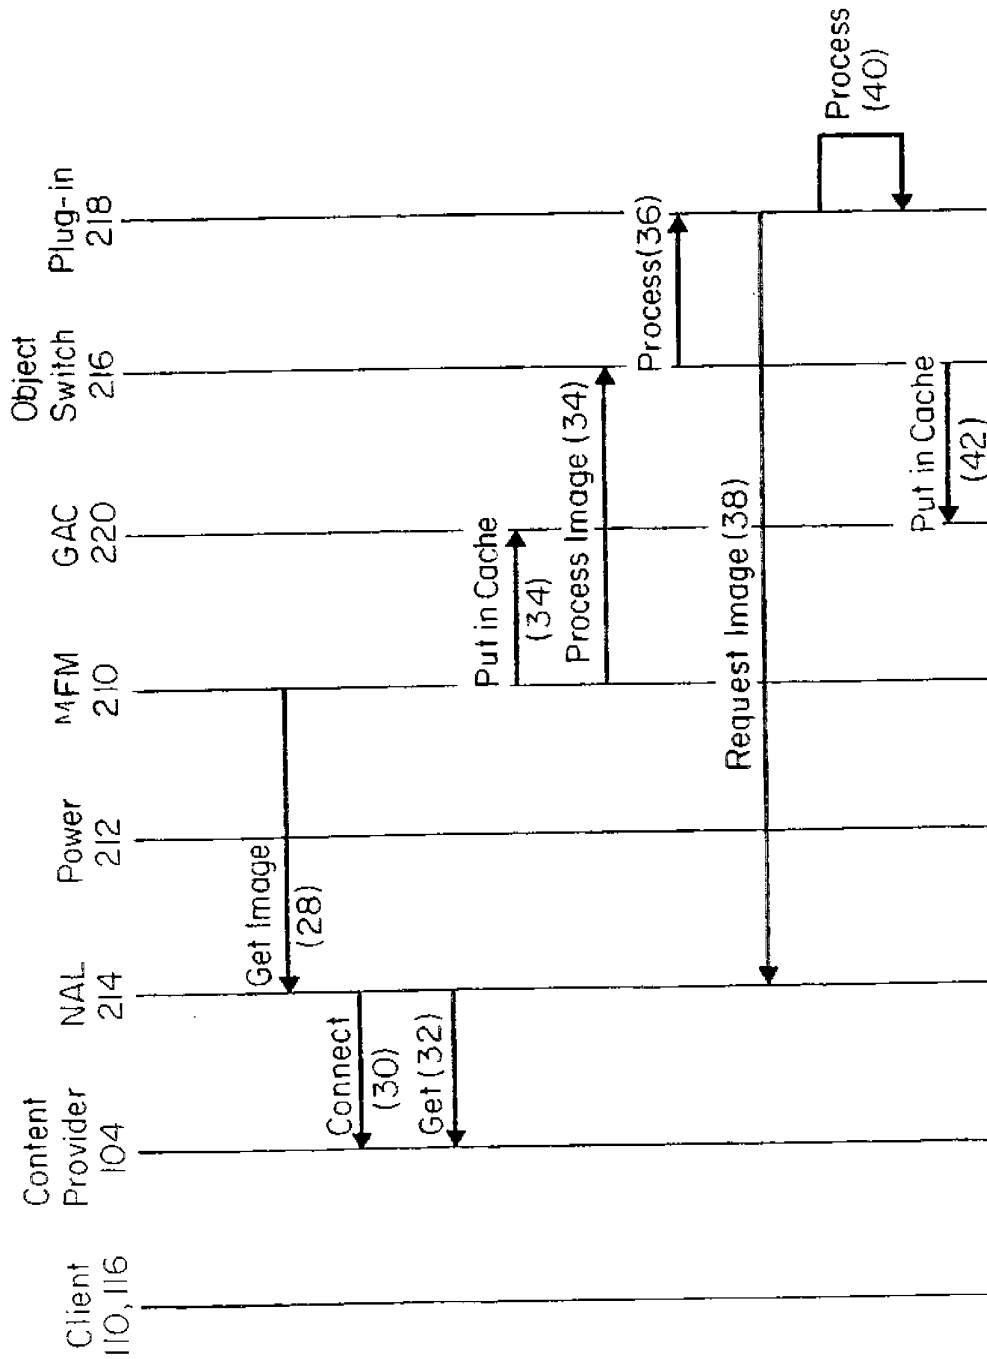 Client
110, 116
Content
Provider
104
NAL
214
Power
212
MFM
210
GAC
220
Object
Switch
216
Plug-in
218
Get Image
(28)
Connect
(30)
Get (32)
Put in Cache
(34)
Process Image (34)
Process (36)
Request Image (38)
Process
(40)
Put in Cache
(42)